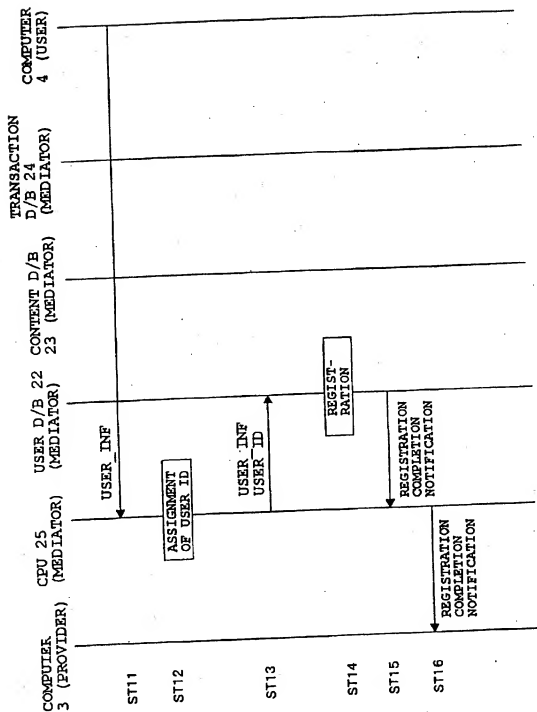 COMPUTER
3 (PROVIDER)
CPU 25
(MEDIATOR)
USER D/B 22
(MEDIATOR)
CONTENT D/B
23 (MEDIATOR)
TRANSACTION
D/B 24
(MEDIATOR)
COMPUTER
4 (USER)
ST11
USER_INF
ST12
ASSIGNMENT
OF USER ID
ST13
USER_INF
USER_ID
ST14
REGIST-
RATION
ST15
REGISTRATION
COMPLETION
NOTIFICATION
ST16
REGISTRATION
COMPLETION
NOTIFICATION